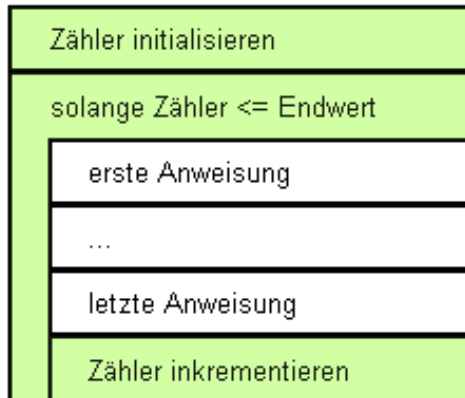 Zähler initialisieren
solange Zähler <= Endwert
erste Anweisung
...
letzte Anweisung
Zähler inkrementieren